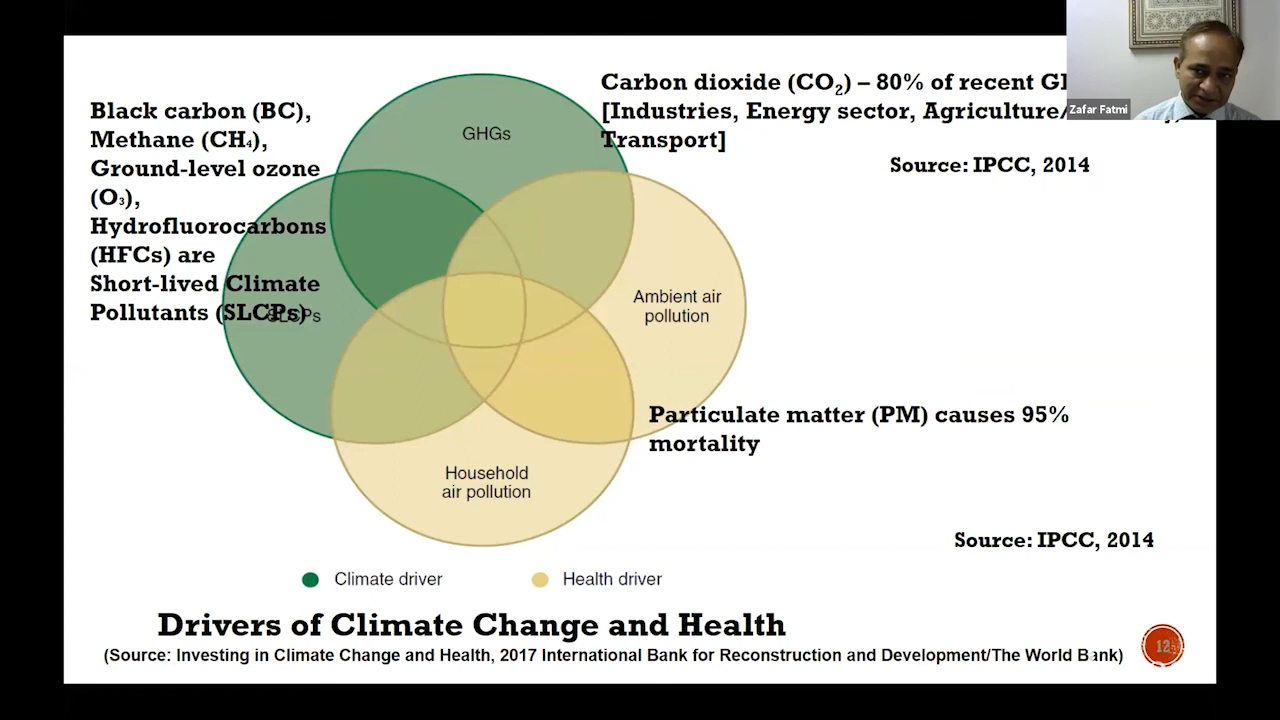 Zafar Fatmi
Carbon dioxide (CO₂) – 80% of recent
[Industries, Energy sector, Agriculture/
Transport]
Source: IPCC, 2014
Black carbon (BC),
Methane (CH₄),
Ground-level ozone
(O₃),
Hydrofluorocarbons
(HFCs) are
Short-lived Climate
Pollutants (SLCPs)
GHGs
SLCPs
Ambient air
pollution
Particulate matter (PM) causes 95%
mortality
Household
air pollution
Source: IPCC, 2014
Climate driver
Health driver
Drivers of Climate Change and Health
(Source: Investing in Climate Change and Health, 2017 International Bank for Reconstruction and Development/The World Bank)
12